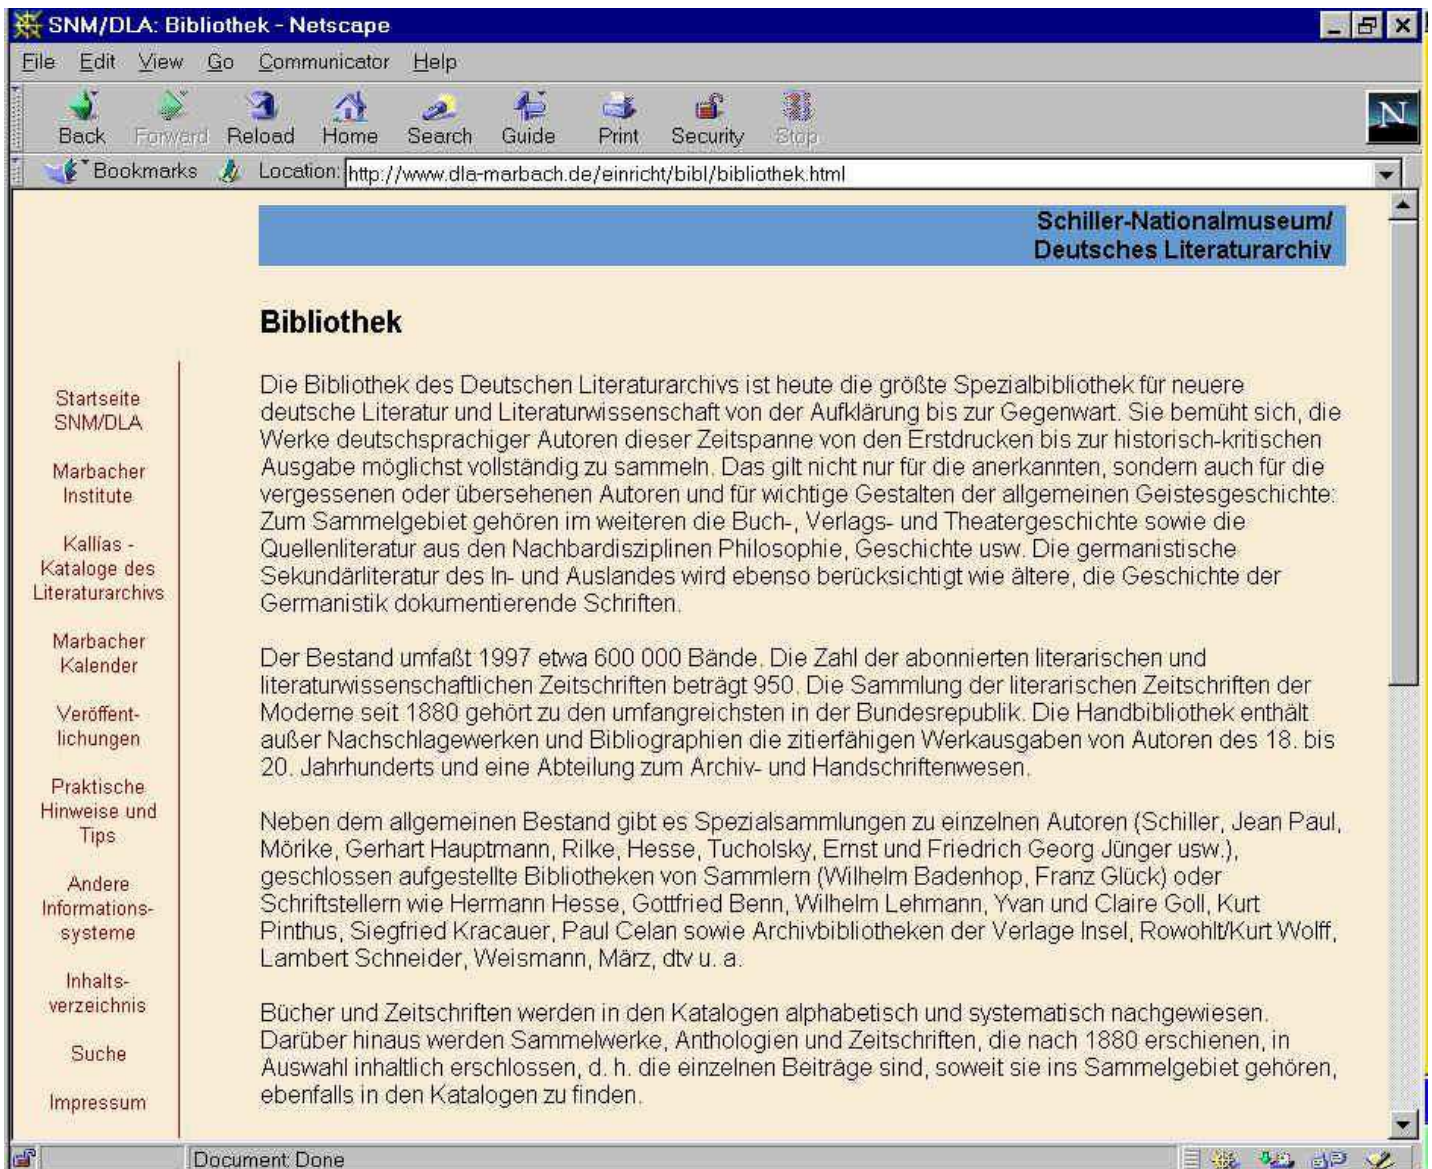 SNM/DLA: Bibliothek - Netscape
File Edit View Go Communicator Help
Back Forward Reload Home Search Guide Print Security Stop
N
Bookmarks Location: http://www.dla-marbach.de/einricht/bibl/bibliothek.html
Schiller-Nationalmuseum/
Deutsches Literaturarchiv
Bibliothek
Startseite
SNM/DLA
Marbacher
Institute
Kallías -
Kataloge des
Literaturarchivs
Marbacher
Kalender
Veröffent-
lichungen
Praktische
Hinweise und
Tips
Andere
Informations-
systeme
Inhalts-
verzeichnis
Suche
Impressum
Die Bibliothek des Deutschen Literaturarchivs ist heute die größte Spezialbibliothek für neuere
deutsche Literatur und Literaturwissenschaft von der Aufklärung bis zur Gegenwart. Sie bemüht sich, die
Werke deutschsprachiger Autoren dieser Zeitspanne von den Erstdrucken bis zur historisch-kritischen
Ausgabe möglichst vollständig zu sammeln. Das gilt nicht nur für die anerkannten, sondern auch für die
vergessenen oder übersehenen Autoren und für wichtige Gestalten der allgemeinen Geistesgeschichte:
Zum Sammelgebiet gehören im weiteren die Buch-, Verlags- und Theatergeschichte sowie die
Quellenliteratur aus den Nachbardisziplinen Philosophie, Geschichte usw. Die germanistische
Sekundärliteratur des In- und Auslandes wird ebenso berücksichtigt wie ältere, die Geschichte der
Germanistik dokumentierende Schriften.
Der Bestand umfaßt 1997 etwa 600 000 Bände. Die Zahl der abonnierten literarischen und
literaturwissenschaftlichen Zeitschriften beträgt 950. Die Sammlung der literarischen Zeitschriften der
Moderne seit 1880 gehört zu den umfangreichsten in der Bundesrepublik. Die Handbibliothek enthält
außer Nachschlagewerken und Bibliographien die zitierfähigen Werkausgaben von Autoren des 18. bis
20. Jahrhunderts und eine Abteilung zum Archiv- und Handschriftenwesen.
Neben dem allgemeinen Bestand gibt es Spezialsammlungen zu einzelnen Autoren (Schiller, Jean Paul,
Mörike, Gerhart Hauptmann, Rilke, Hesse, Tucholsky, Ernst und Friedrich Georg Jünger usw.),
geschlossen aufgestellte Bibliotheken von Sammlern (Wilhelm Badenhop, Franz Glück) oder
Schriftstellern wie Hermann Hesse, Gottfried Benn, Wilhelm Lehmann, Yvan und Claire Goll, Kurt
Pinthus, Siegfried Kracauer, Paul Celan sowie Archivbibliotheken der Verlage Insel, Rowohlt/Kurt Wolff,
Lambert Schneider, Weismann, März, dtv u. a.
Bücher und Zeitschriften werden in den Katalogen alphabetisch und systematisch nachgewiesen.
Darüber hinaus werden Sammelwerke, Anthologien und Zeitschriften, die nach 1880 erschienen, in
Auswahl inhaltlich erschlossen, d. h. die einzelnen Beiträge sind, soweit sie ins Sammelgebiet gehören,
ebenfalls in den Katalogen zu finden.
Document: Done